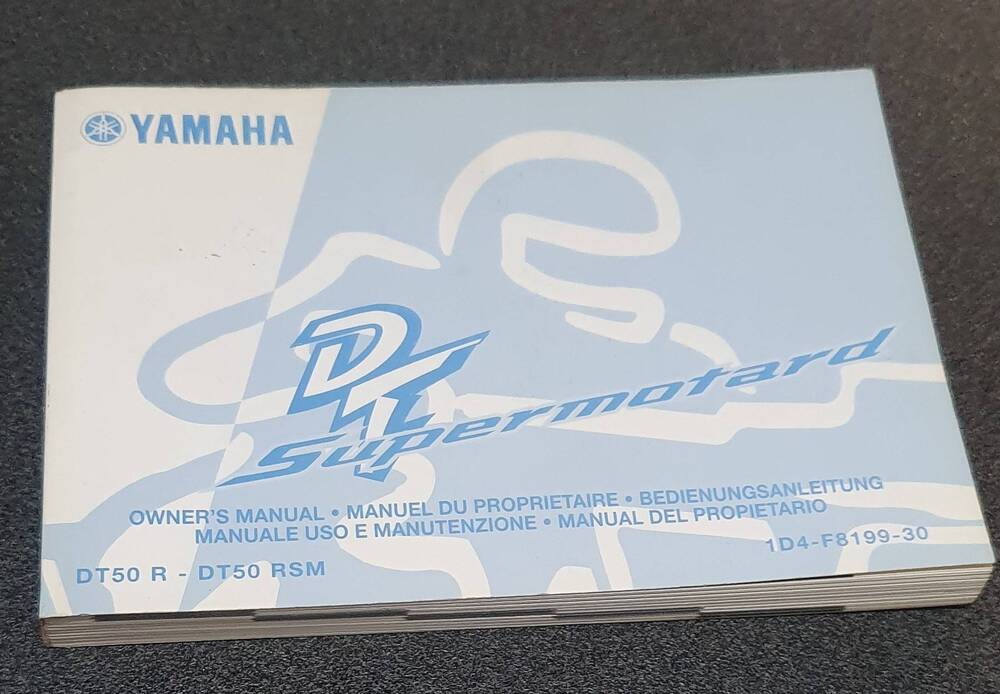 YAMAHA
DT
Supermotard
OWNER'S MANUAL • MANUEL DU PROPRIETAIRE • BEDIENUNGSANLEITUNG
MANUALE USO E MANUTENZIONE • MANUAL DEL PROPIETARIO
1D4-F8199-30
DT50 R - DT50 RSM